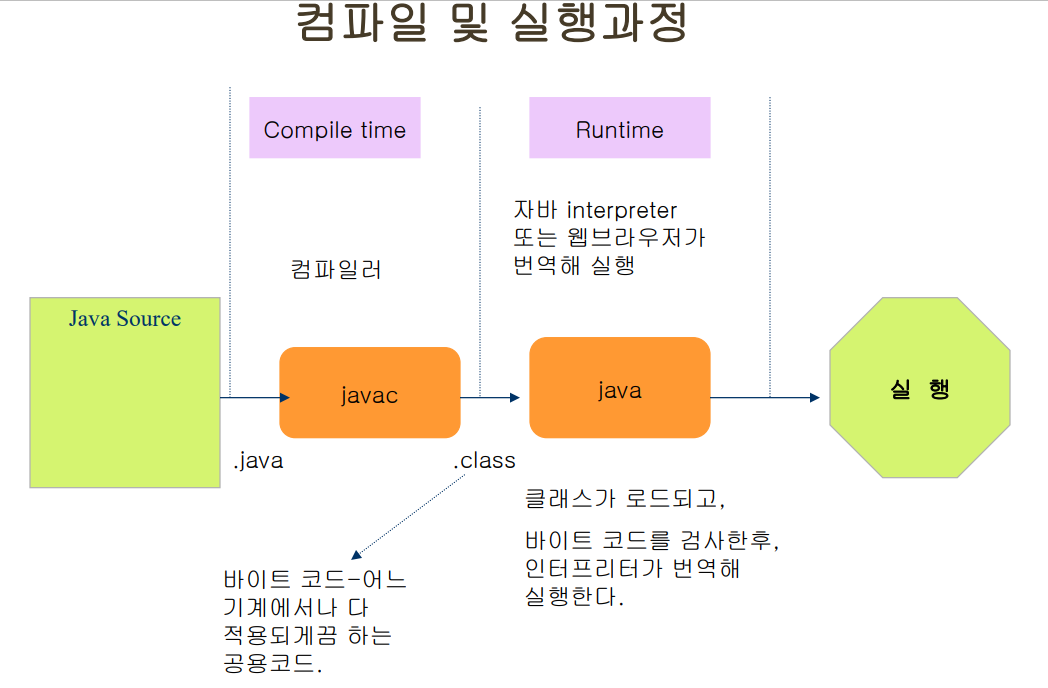 컴파일 및 실행과정
Compile time
Runtime
자바 interpreter
또는 웹브라우저가
번역해 실행
컴파일러
Java Source
javac
java
실 행
.java
.class
클래스가 로드되고,
바이트 코드를 검사한후,
인터프리터가 번역해
실행한다.
바이트 코드-어느
기계에서나 다
적용되게끔 하는
공용코드.